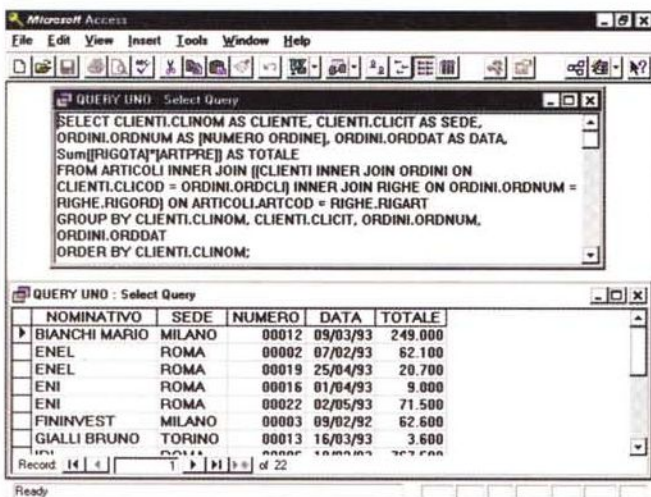 Microsoft Access
File Edit View Insert Tools Window Help
QUERY UNO : Select Query
SELECT CLIENTI.CLINOM AS CLIENTE, CLIENTI.CLICIT AS SEDE,
ORDINI.ORDNUM AS [NUMERO ORDINE], ORDINI.ORDDAT AS DATA,
Sum([RIGQTA]*[ARTPRE]) AS TOTALE
FROM ARTICOLI INNER JOIN ((CLIENTI INNER JOIN ORDINI ON
CLIENTI.CLICOD = ORDINI.ORDCLI) INNER JOIN RIGHE ON ORDINI.ORDNUM =
RIGHE.RIGORD) ON ARTICOLI.ARTCOD = RIGHE.RIGART
GROUP BY CLIENTI.CLINOM, CLIENTI.CLICIT, ORDINI.ORDNUM,
ORDINI.ORDDAT
ORDER BY CLIENTI.CLINOM;
QUERY UNO : Select Query
NOMINATIVO SEDE NUMERO DATA TOTALE
BIANCHI MARIO MILANO 00012 09/03/93 249.000
ENEL ROMA 00002 07/02/93 62.100
ENEL ROMA 00019 25/04/93 20.700
ENI ROMA 00016 01/04/93 9.000
ENI ROMA 00022 02/05/93 71.500
FININVEST MILANO 00003 09/02/92 62.600
GIALLI BRUNO TORINO 00013 16/03/93 3.600
Record: 1 of 22
Ready